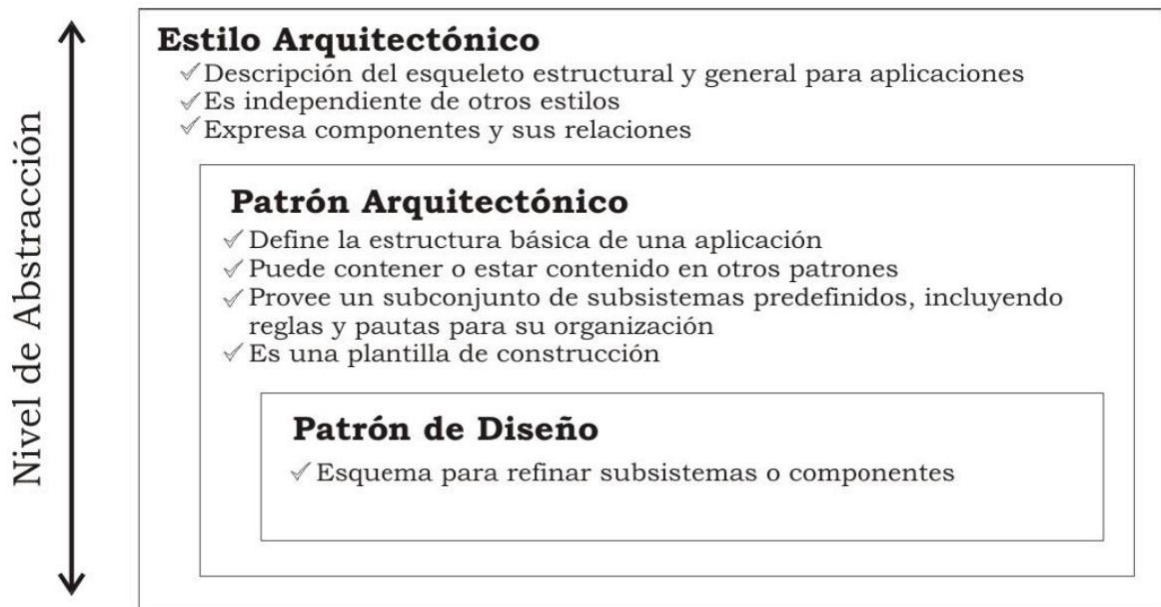 Nivel de Abstracción
Estilo Arquitectónico
✓ Descripción del esqueleto estructural y general para aplicaciones
✓ Es independiente de otros estilos
✓ Expresa componentes y sus relaciones
Patrón Arquitectónico
✓ Define la estructura básica de una aplicación
✓ Puede contener o estar contenido en otros patrones
✓ Provee un subconjunto de subsistemas predefinidos, incluyendo
reglas y pautas para su organización
✓ Es una plantilla de construcción
Patrón de Diseño
✓ Esquema para refinar subsistemas o componentes